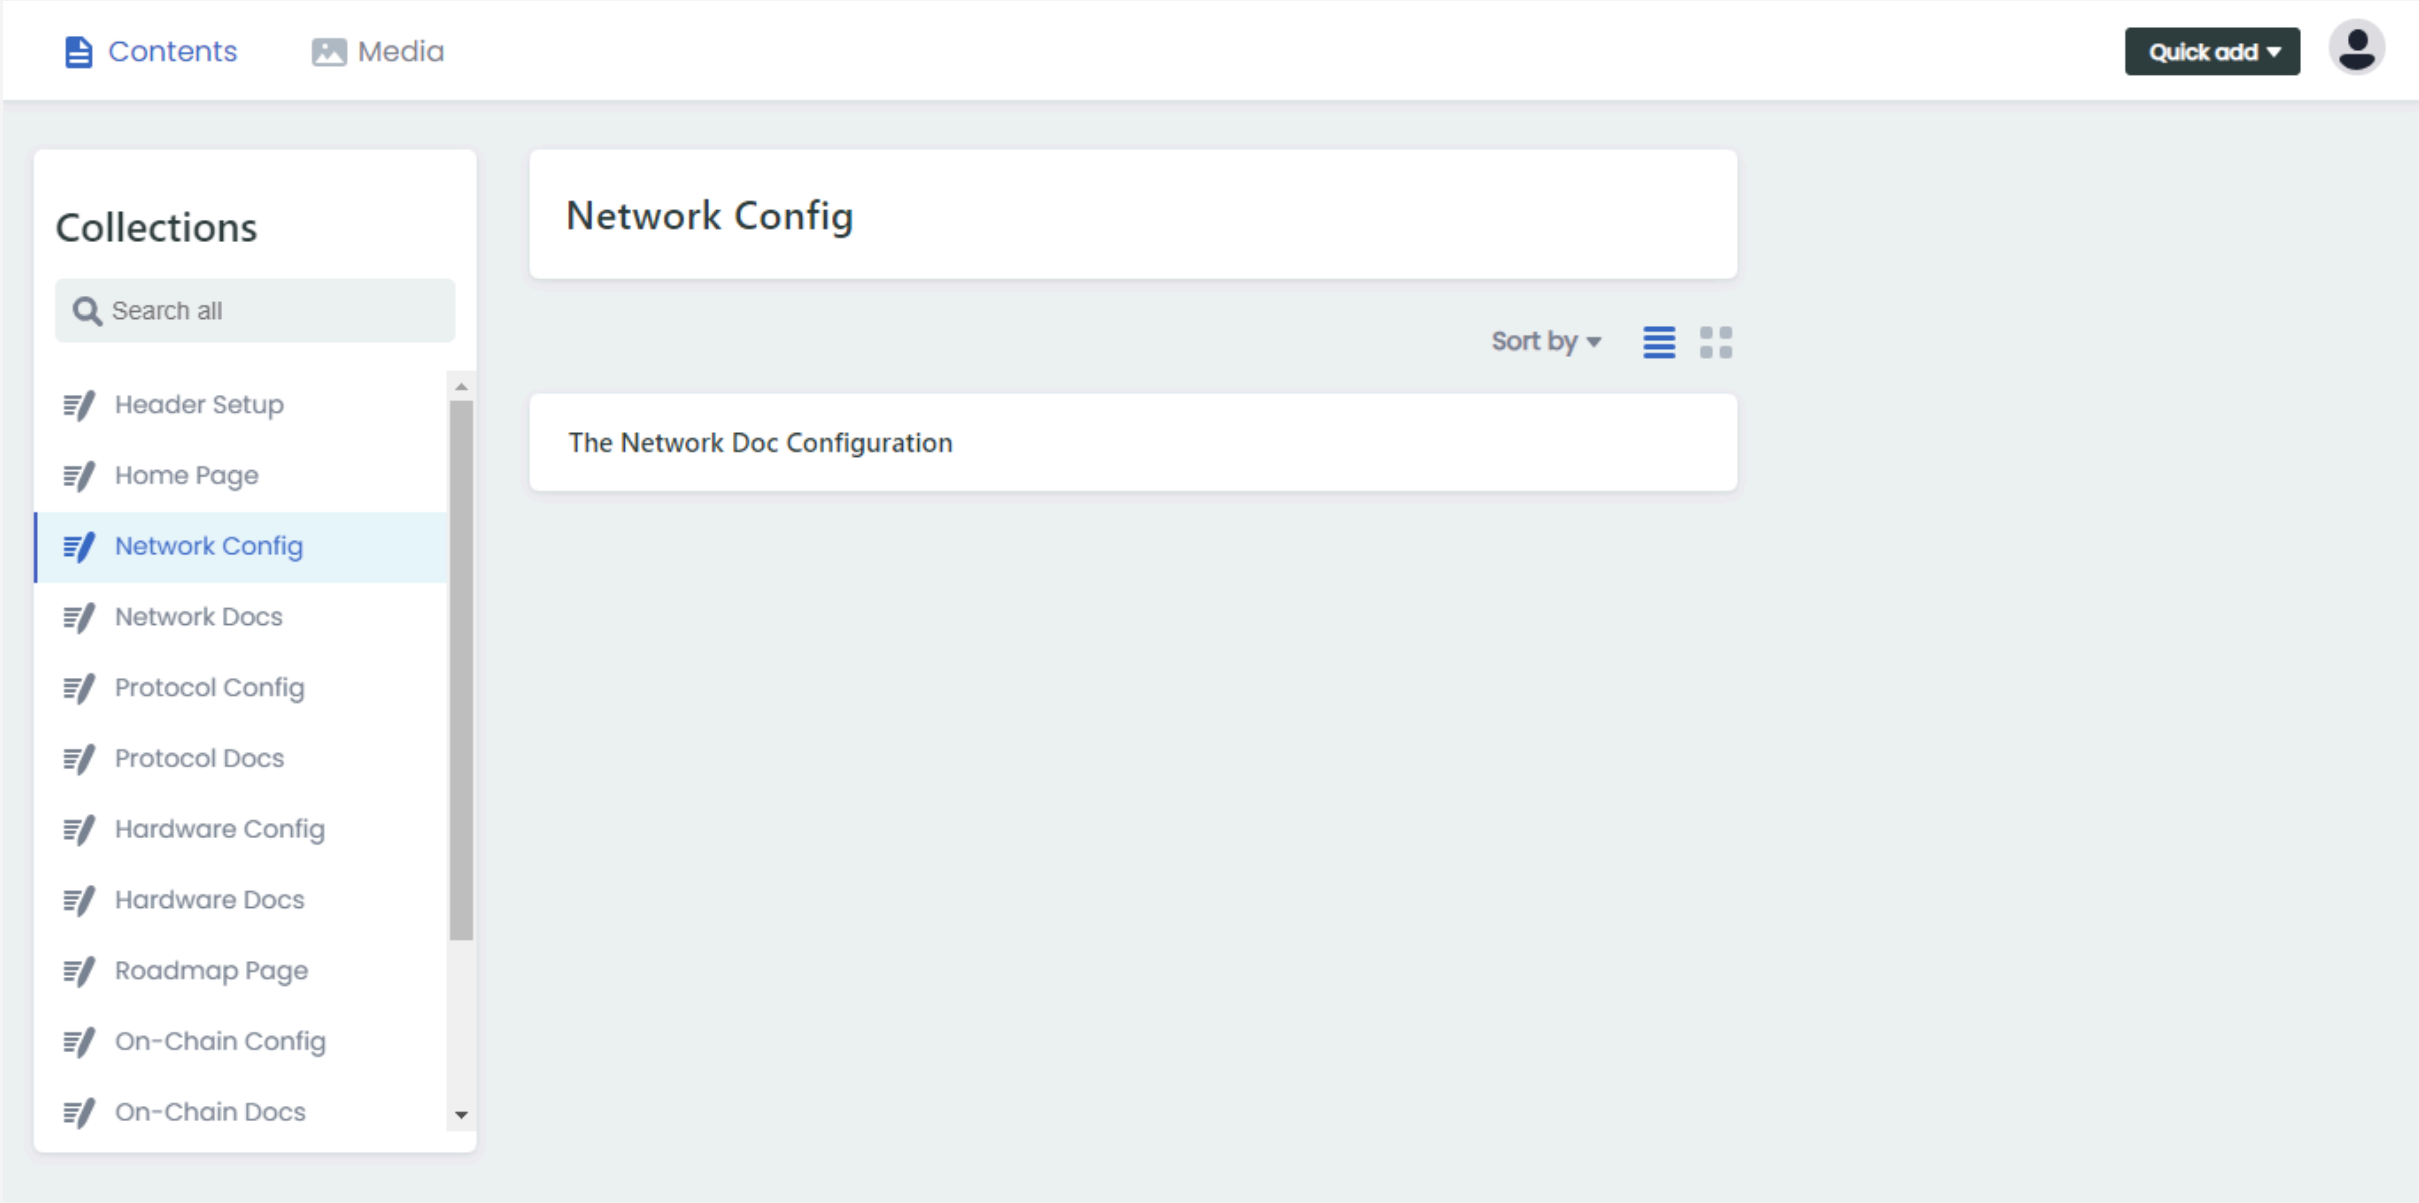 Contents
Media
Quick add
Collections
Search all
Header Setup
Home Page
Network Config
Network Docs
Protocol Config
Protocol Docs
Hardware Config
Hardware Docs
Roadmap Page
On-Chain Config
On-Chain Docs
Network Config
Sort by
The Network Doc Configuration